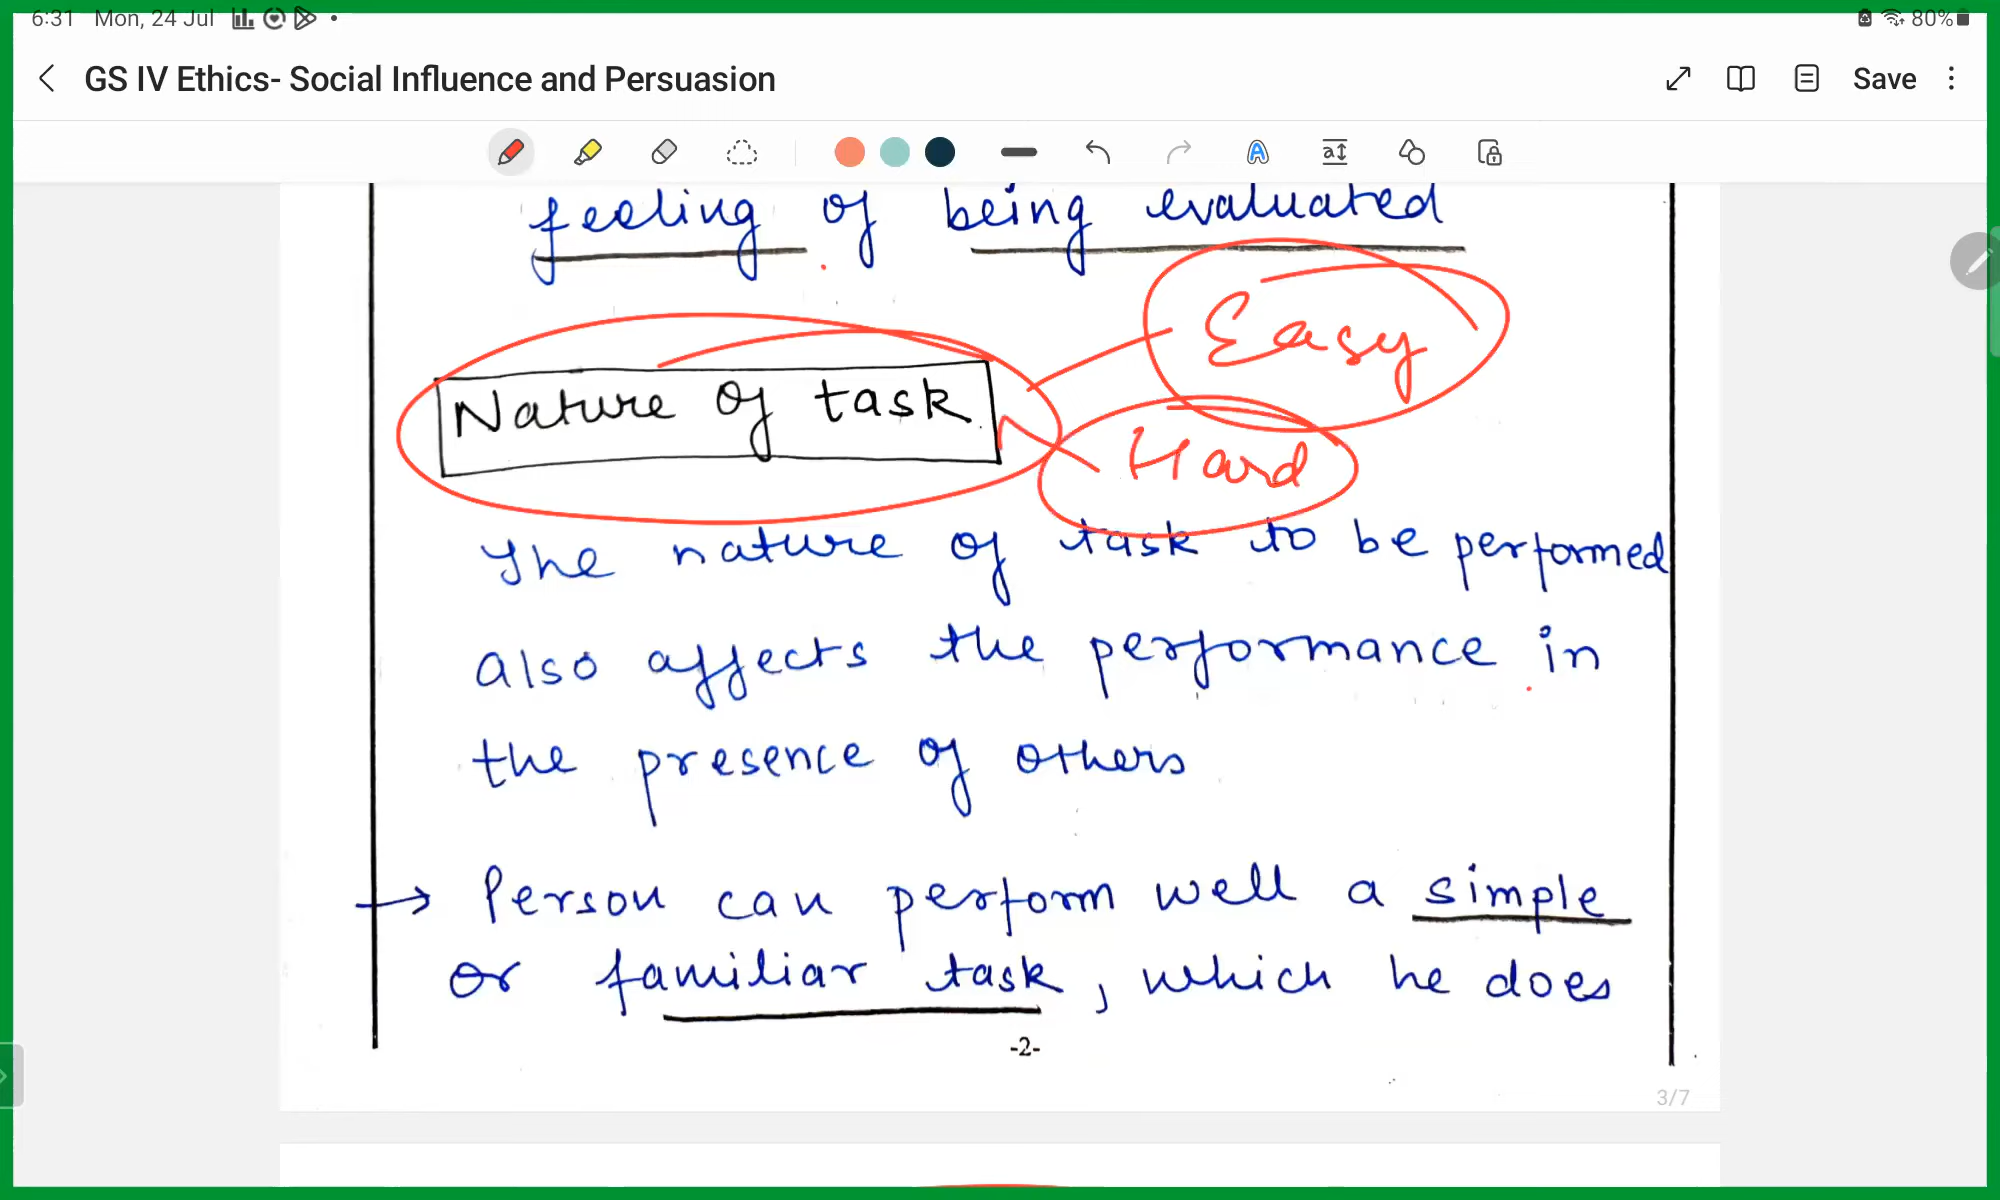 6:31 Mon, 24 Jul 80%
GS IV Ethics- Social Influence and Persuasion
Save
feeling of being evaluated
Easy
Nature of task
Hard
The nature of task to be performed
also affects the performance in
the presence of others
→ Person can perform well a simple
or familiar task, which he does
-2-
3/7